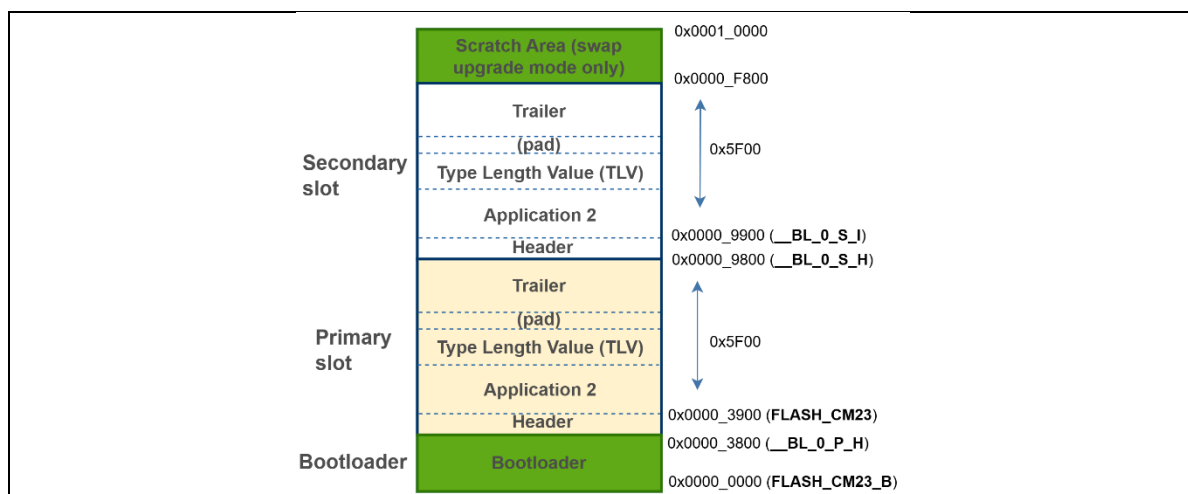 Scratch Area (swap
upgrade mode only)
0x0001_0000
0x0000_F800
Secondary
slot
Trailer
(pad)
Type Length Value (TLV)
Application 2
Header
0x5F00
0x0000_9900 (__BL_0_S_I)
0x0000_9800 (__BL_0_S_H)
Primary
slot
Trailer
(pad)
Type Length Value (TLV)
Application 2
Header
0x5F00
0x0000_3900 (FLASH_CM23)
0x0000_3800 (__BL_0_P_H)
Bootloader
Bootloader
0x0000_0000 (FLASH_CM23_B)